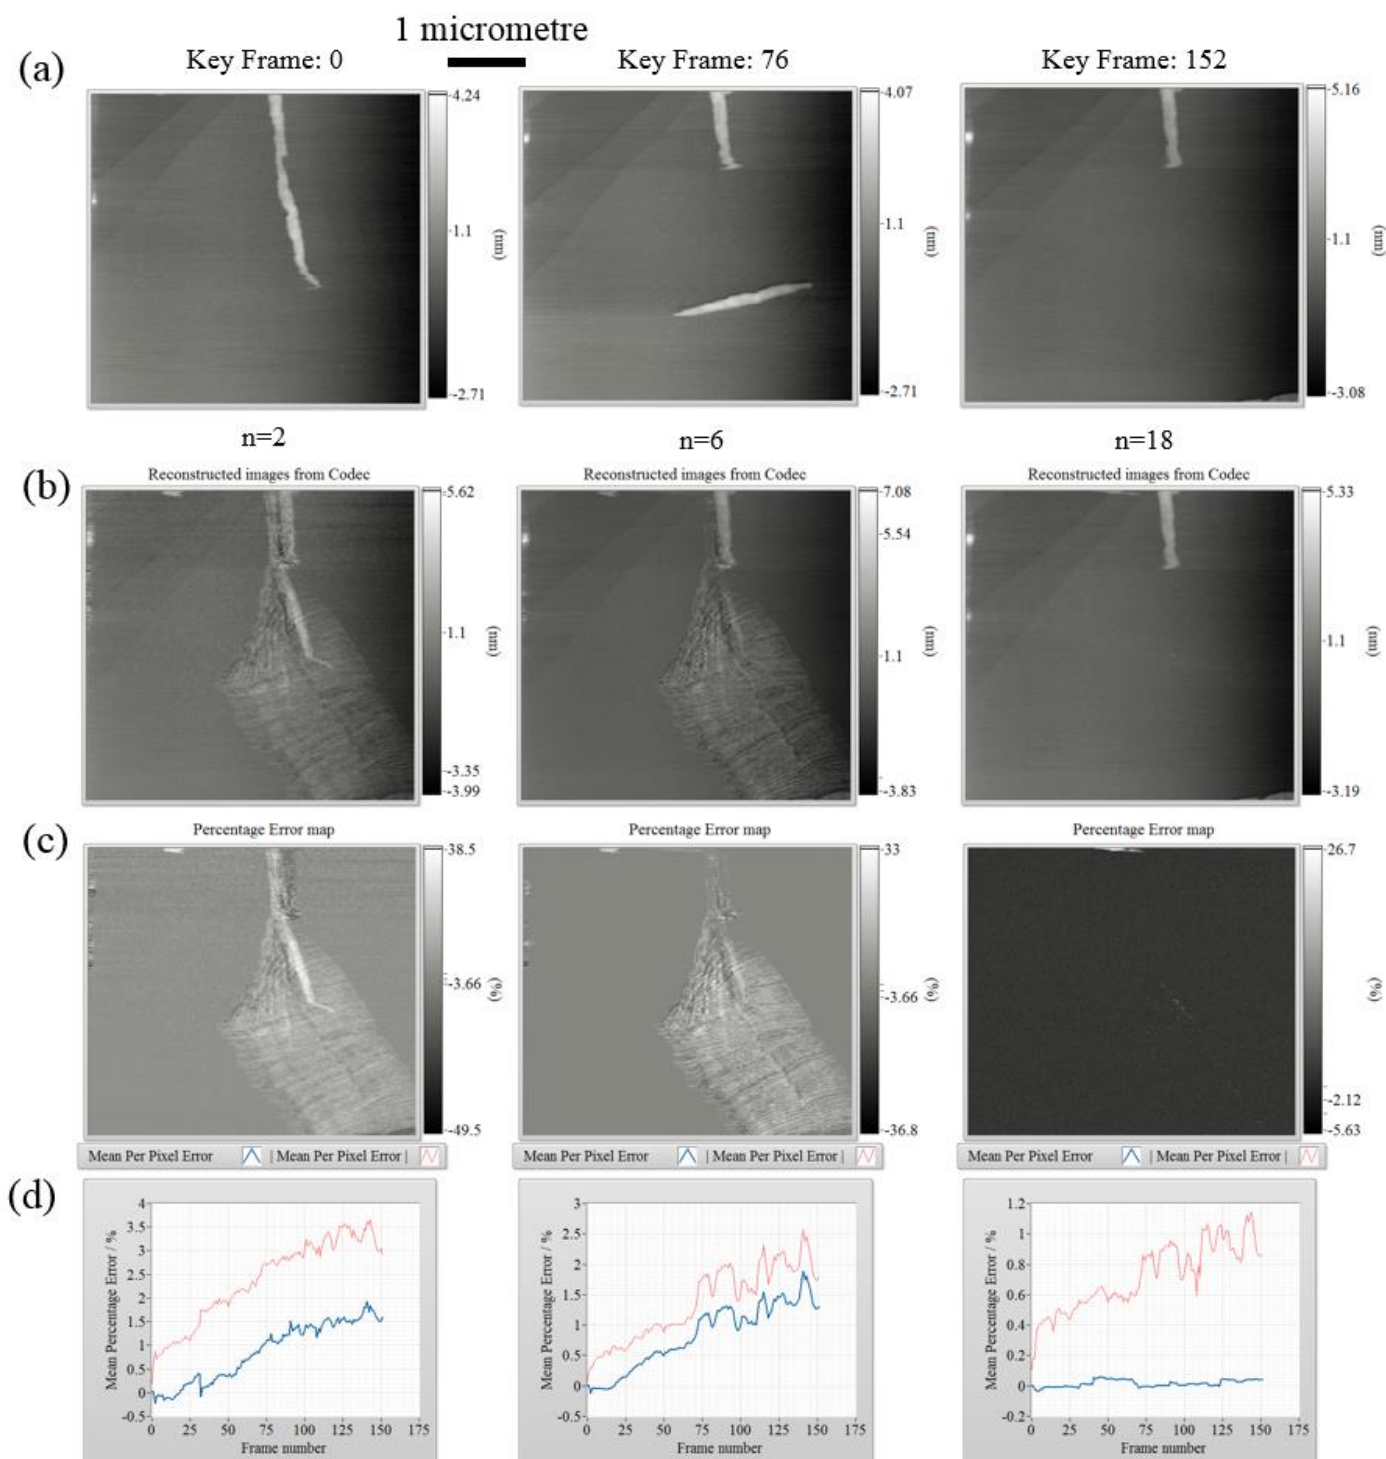 1 micrometre
(a)
Key Frame: 0
Key Frame: 76
Key Frame: 152
4.24
-1.1
-2.71
(nm)
4.07
-1.1
-2.71
(nm)
5.16
-1.1
-3.08
(nm)
n=2
n=6
n=18
(b)
Reconstructed images from Codec
Reconstructed images from Codec
Reconstructed images from Codec
5.62
-1.1
-3.35
-3.99
(nm)
7.08
5.54
-1.1
-3.83
(nm)
5.33
-1.1
-3.19
(nm)
(c)
Percentage Error map
Percentage Error map
Percentage Error map
38.5
-3.66
-49.5
(%)
33
-3.66
-36.8
(%)
26.7
-2.12
-5.63
(%)
Mean Per Pixel Error | Mean Per Pixel Error |
Mean Per Pixel Error | Mean Per Pixel Error |
Mean Per Pixel Error | Mean Per Pixel Error |
(d)
Mean Percentage Error / %
4
3.5
3
2.5
2
1.5
1
0.5
0
-0.5
0 25 50 75 100 125 150 175
Frame number
Mean Percentage Error / %
3
2.5
2
1.5
1
0.5
0
-0.5
0 25 50 75 100 125 150 175
Frame number
Mean Percentage Error / %
1.2
1
0.8
0.6
0.4
0.2
0
-0.2
0 25 50 75 100 125 150 175
Frame number